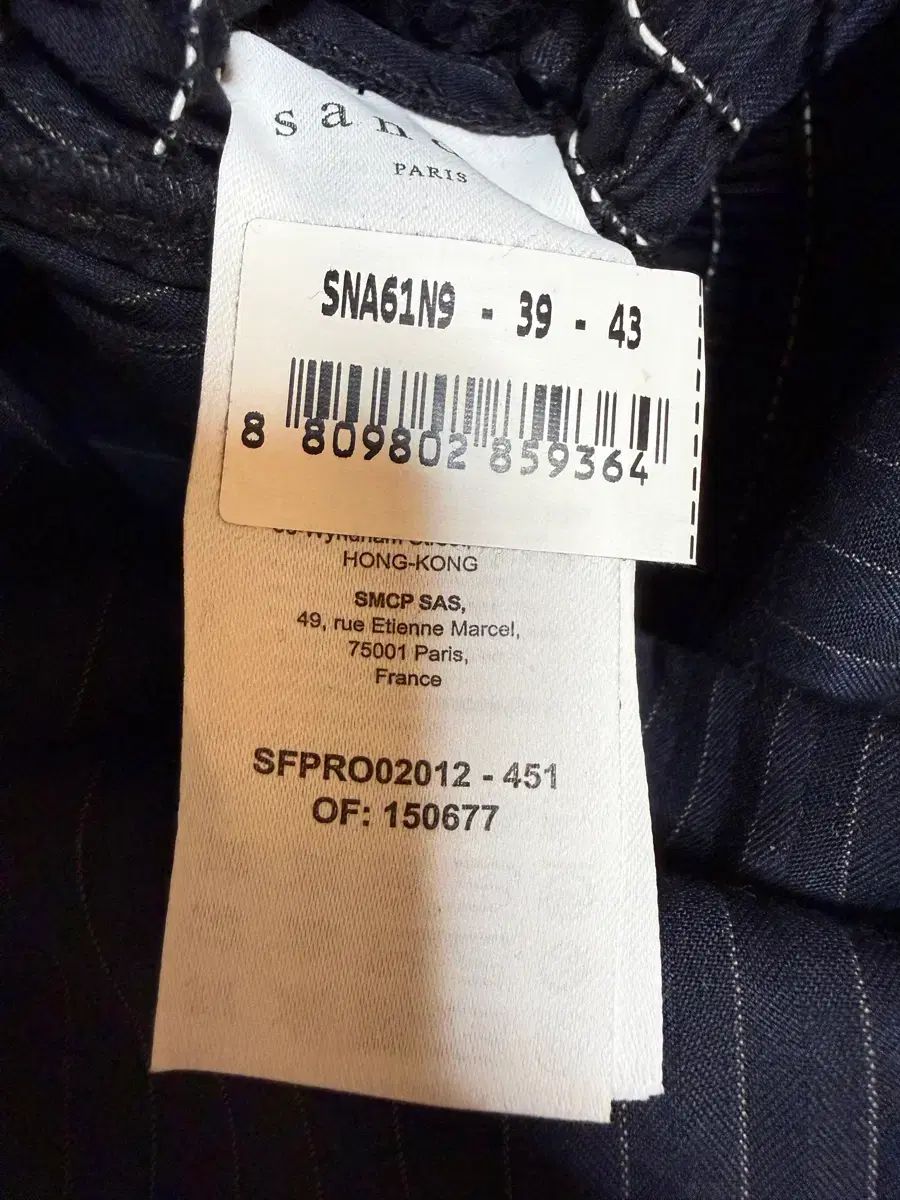 PARIS
SNA61N9 - 39 - 43
8 809802 859364
HONG-KONG
SMCP SAS,
49, rue Etienne Marcel,
75001 Paris,
France
SFPRO02012 - 451
OF: 150677